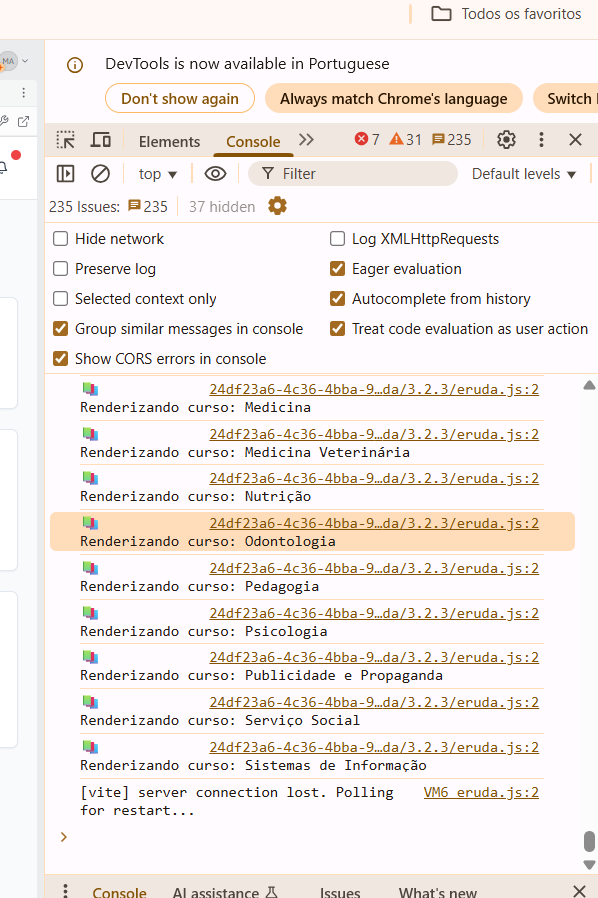 Todos os favoritos
MA
DevTools is now available in Portuguese
Don't show again
Always match Chrome's language
Switch
Elements
Console
7
31
235
top
Filter
Default levels
235 Issues:
235
37 hidden
Hide network
Log XMLHttpRequests
Preserve log
Eager evaluation
Selected context only
Autocomplete from history
Group similar messages in console
Treat code evaluation as user action
Show CORS errors in console
24df23a6-4c36-4bba-9…da/3.2.3/eruda.js:2
Renderizando curso: Medicina
24df23a6-4c36-4bba-9…da/3.2.3/eruda.js:2
Renderizando curso: Medicina Veterinária
24df23a6-4c36-4bba-9…da/3.2.3/eruda.js:2
Renderizando curso: Nutrição
24df23a6-4c36-4bba-9…da/3.2.3/eruda.js:2
Renderizando curso: Odontologia
24df23a6-4c36-4bba-9…da/3.2.3/eruda.js:2
Renderizando curso: Pedagogia
24df23a6-4c36-4bba-9…da/3.2.3/eruda.js:2
Renderizando curso: Psicologia
24df23a6-4c36-4bba-9…da/3.2.3/eruda.js:2
Renderizando curso: Publicidade e Propaganda
24df23a6-4c36-4bba-9…da/3.2.3/eruda.js:2
Renderizando curso: Serviço Social
24df23a6-4c36-4bba-9…da/3.2.3/eruda.js:2
Renderizando curso: Sistemas de Informação
[vite] server connection lost. Polling VM6 eruda.js:2
for restart...
Console
AI assistance
Issues
What's new